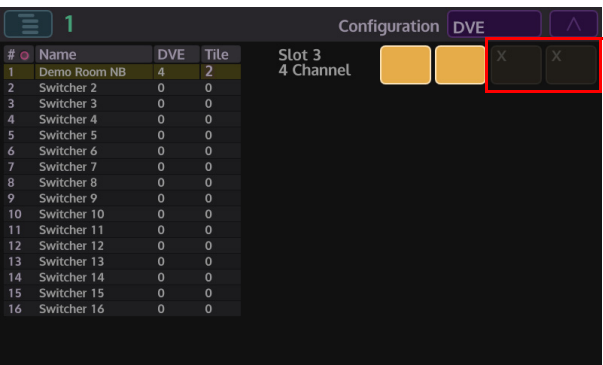 1 Configuration DVE
# Name DVE Tile
1 Demo Room NB 4 2
2 Switcher 2 0 0
3 Switcher 3 0 0
4 Switcher 4 0 0
5 Switcher 5 0 0
6 Switcher 6 0 0
7 Switcher 7 0 0
8 Switcher 8 0 0
9 Switcher 9 0 0
10 Switcher 10 0 0
11 Switcher 11 0 0
12 Switcher 12 0 0
13 Switcher 13 0 0
14 Switcher 14 0 0
15 Switcher 15 0 0
16 Switcher 16 0 0
Slot 3
4 Channel
X X